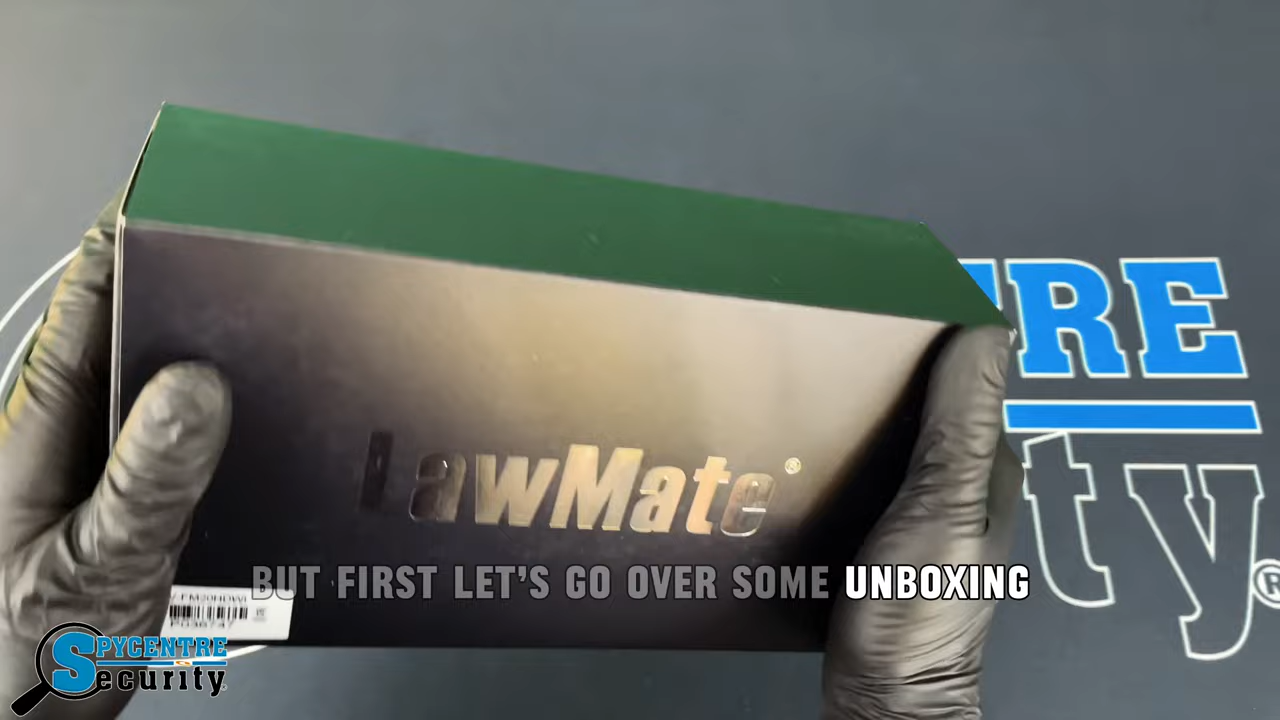 RE
ty
®
LawMate®
BUT FIRST LET'S GO OVER SOME UNBOXING
SPYCENTRE
Security